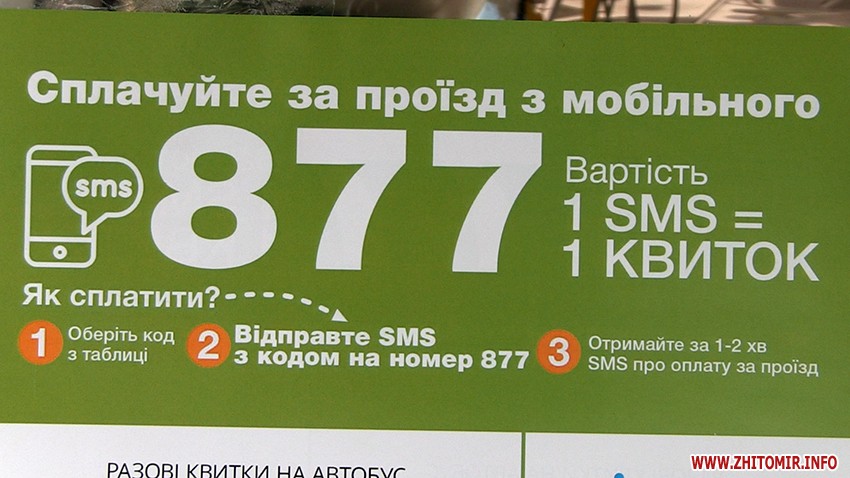 Сплачуйте за проїзд з мобільного
sms
877
Вартість
1 SMS =
1 КВИТОК
Як сплатити?
1 Оберіть код
з таблиці
2 Відправте SMS
з кодом на номер 877
3 Отримайте за 1-2 хв
SMS про оплату за проїзд
РАЗОВІ КВИТКИ НА АВТОБУС
WWW.ZHITOMIR.INFO